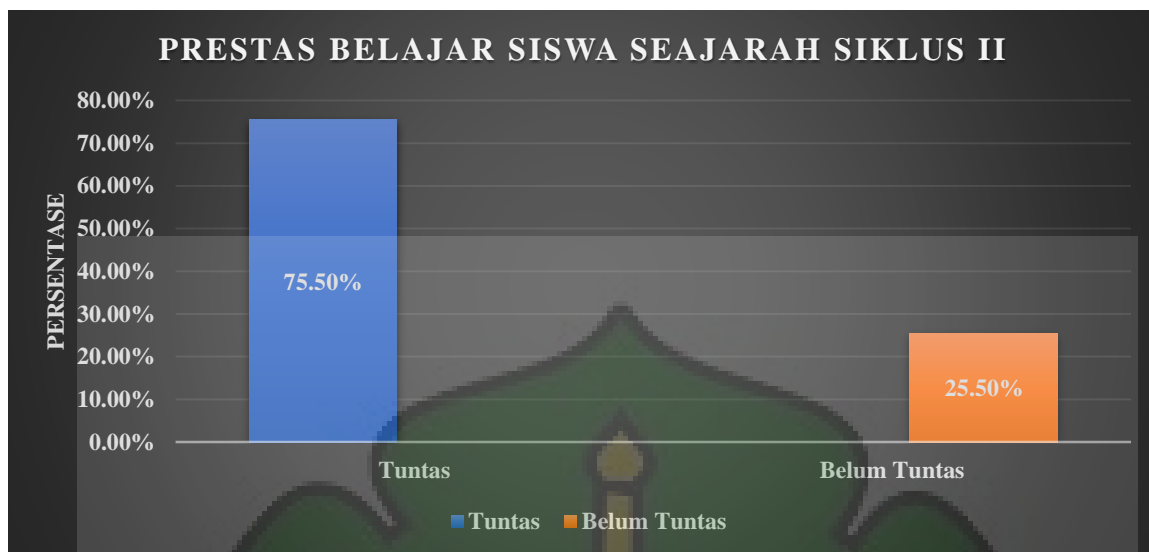 PRESTAS BELAJAR SISWA SEAJARAH SIKLUS II
PERSENTASE
80.00%
70.00%
60.00%
50.00%
40.00%
30.00%
20.00%
10.00%
0.00%
75.50%
25.50%
Tuntas
Belum Tuntas
Tuntas Belum Tuntas